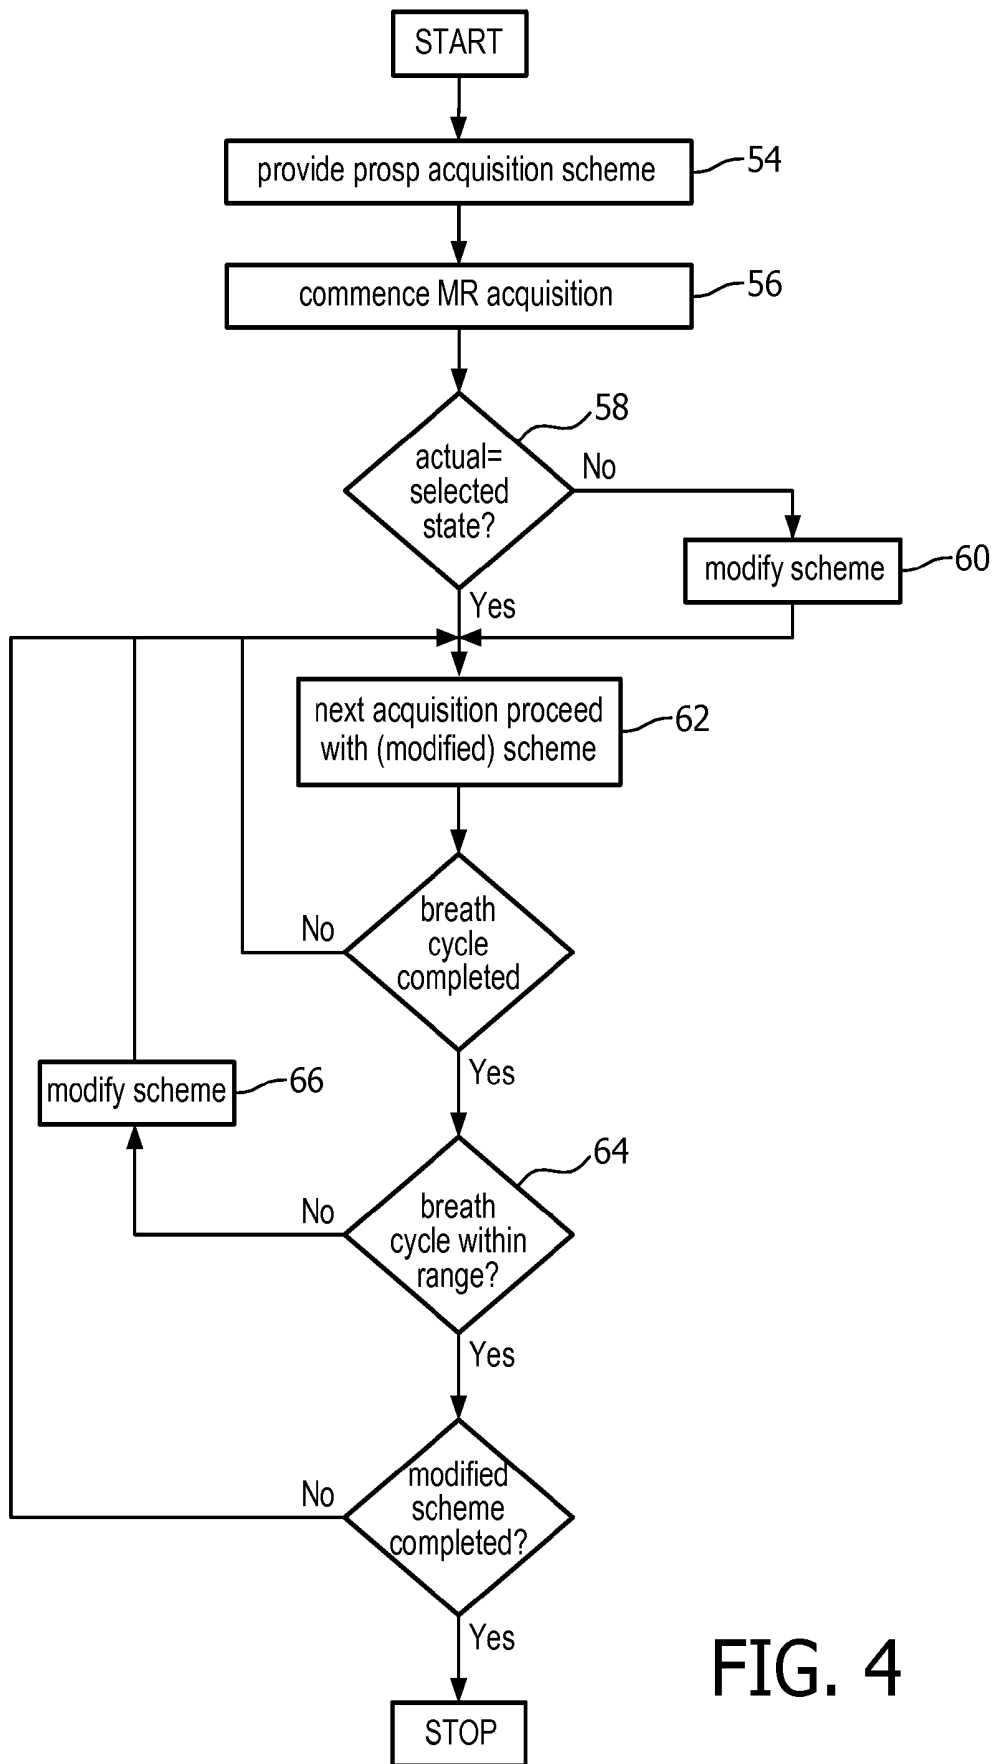 START
provide prosp acquisition scheme
54
commence MR acquisition
56
58
actual=
selected
state?
No
modify scheme
60
Yes
next acquisition proceed
with (modified) scheme
62
breath
cycle
completed
No
Yes
modify scheme
66
64
breath
cycle within
range?
No
Yes
modified
scheme
completed?
No
Yes
STOP
FIG. 4